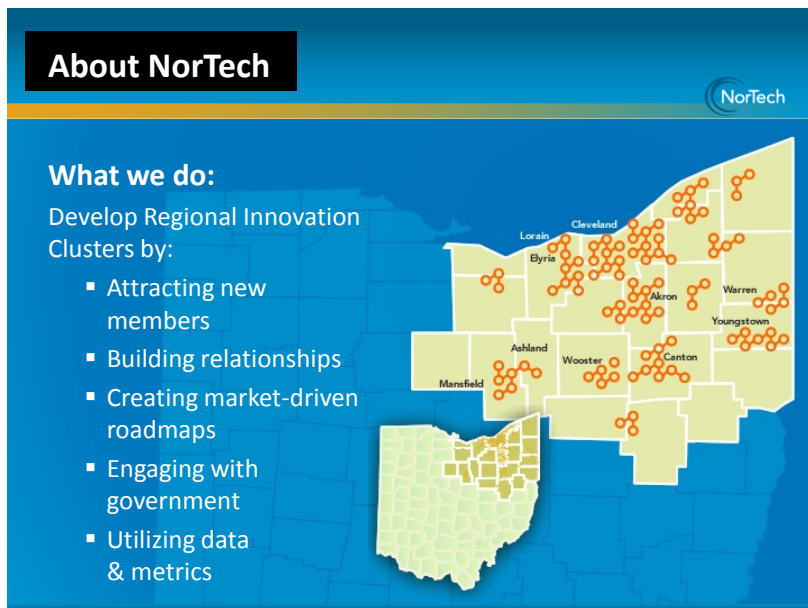 About NorTech
NorTech
What we do:
Develop Regional Innovation
Clusters by:
▪ Attracting new
members
▪ Building relationships
▪ Creating market-driven
roadmaps
▪ Engaging with
government
▪ Utilizing data
& metrics
Cleveland
Lorain
Elyria
Akron
Warren
Youngstown
Ashland
Wooster
Canton
Mansfield